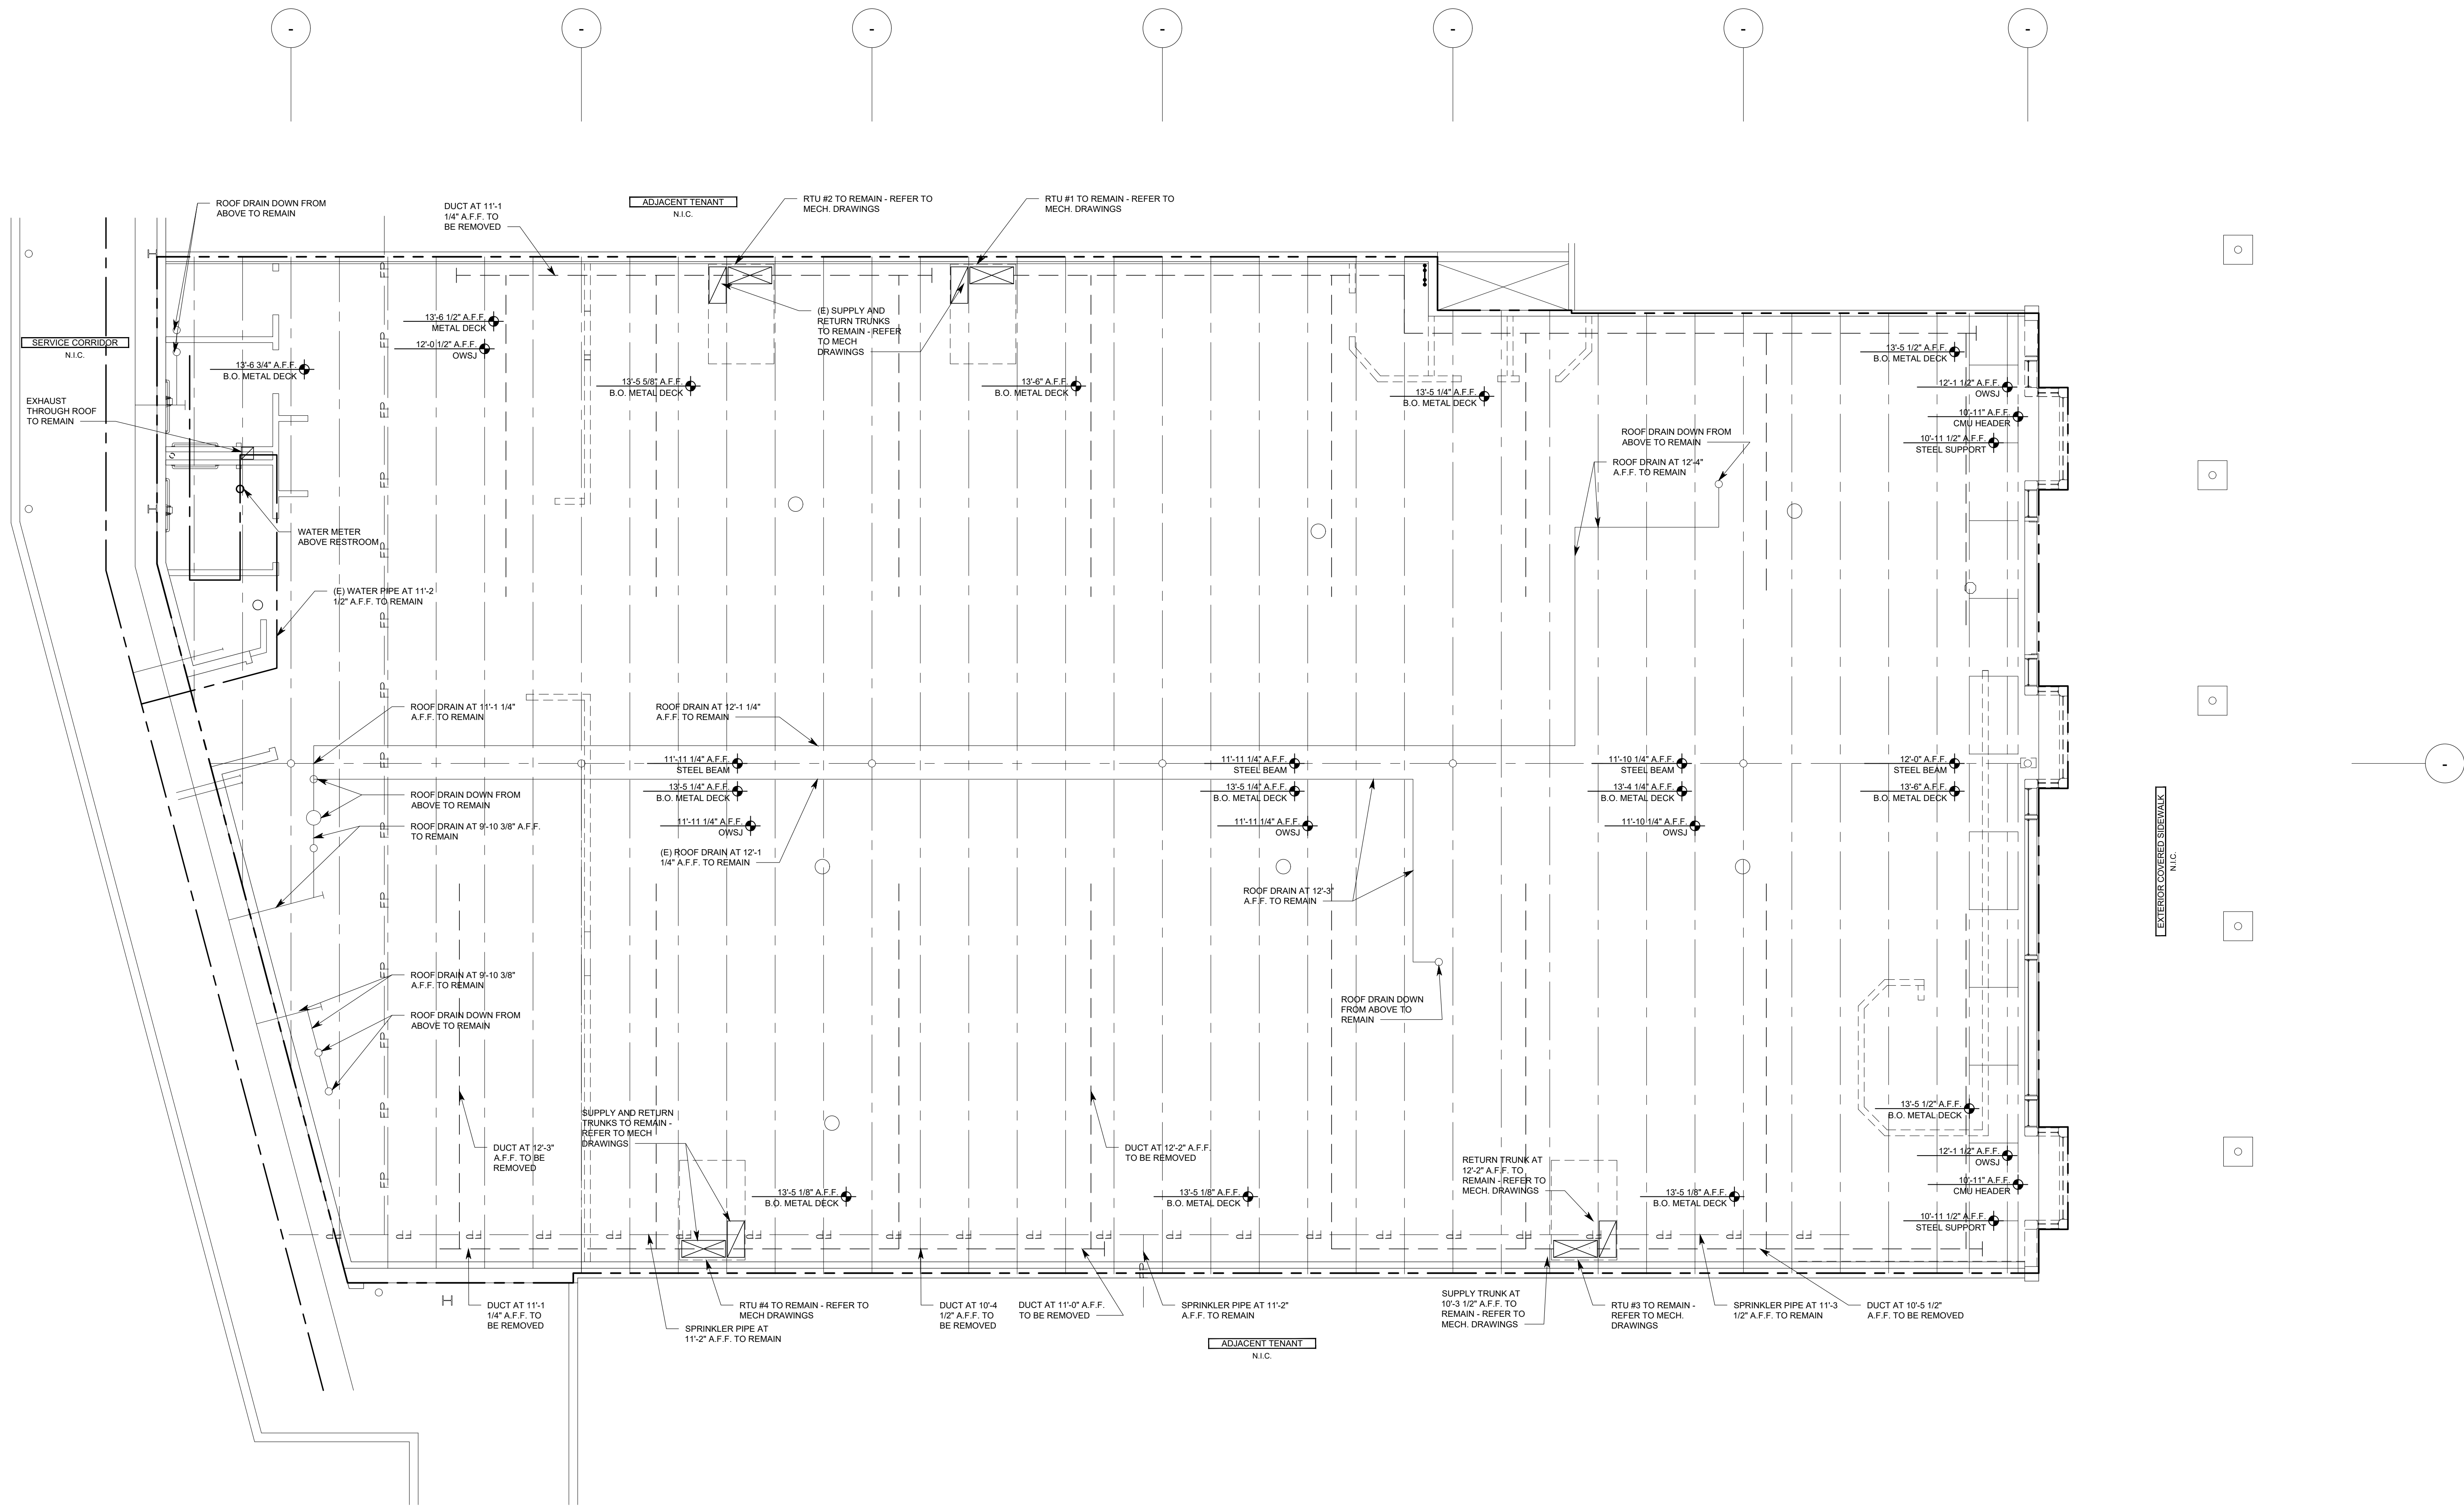 -
-
-
-
-
-
-
ROOF DRAIN DOWN FROM
ABOVE TO REMAIN
DUCT AT 11'-1
1/4" A.F.F. TO
BE REMOVED
ADJACENT TENANT
N.I.C.
RTU #2 TO REMAIN - REFER TO
MECH. DRAWINGS
RTU #1 TO REMAIN - REFER TO
MECH. DRAWINGS
SERVICE CORRIDOR
N.I.C.
13'-6 1/2" A.F.F.
METAL DECK
12'-0 1/2" A.F.F.
OWSJ
(E) SUPPLY AND
RETURN TRUNKS
TO REMAIN - REFER
TO MECH
DRAWINGS
13'-6 3/4" A.F.F.
B.O. METAL DECK
13'-5 5/8" A.F.F.
B.O. METAL DECK
13'-6" A.F.F.
B.O. METAL DECK
13'-5 1/4" A.F.F.
B.O. METAL DECK
13'-5 1/2" A.F.F.
B.O. METAL DECK
12'-1 1/2" A.F.F.
OWSJ
10'-11" A.F.F.
CMU HEADER
10'-11 1/2" A.F.F.
STEEL SUPPORT
EXHAUST
THROUGH ROOF
TO REMAIN
ROOF DRAIN DOWN FROM
ABOVE TO REMAIN
ROOF DRAIN AT 12'-4"
A.F.F. TO REMAIN
WATER METER
ABOVE RESTROOM
(E) WATER PIPE AT 11'-2
1/2" A.F.F. TO REMAIN
ROOF DRAIN AT 11'-1 1/4"
A.F.F. TO REMAIN
ROOF DRAIN AT 12'-1 1/4"
A.F.F. TO REMAIN
11'-11 1/4" A.F.F.
STEEL BEAM
13'-5 1/4" A.F.F.
B.O. METAL DECK
11'-11 1/4" A.F.F.
OWSJ
11'-11 1/4" A.F.F.
STEEL BEAM
13'-5 1/4" A.F.F.
B.O. METAL DECK
11'-11 1/4" A.F.F.
OWSJ
11'-10 1/4" A.F.F.
STEEL BEAM
13'-4 1/4" A.F.F.
B.O. METAL DECK
11'-10 1/4" A.F.F.
OWSJ
12'-0" A.F.F.
STEEL BEAM
13'-6" A.F.F.
B.O. METAL DECK
-
ROOF DRAIN DOWN FROM
ABOVE TO REMAIN
ROOF DRAIN AT 9'-10 3/8" A.F.F.
TO REMAIN
(E) ROOF DRAIN AT 12'-1
1/4" A.F.F. TO REMAIN
ROOF DRAIN AT 12'-3"
A.F.F. TO REMAIN
EXTERIOR COVERED SIDEWALK
N.I.C.
ROOF DRAIN AT 9'-10 3/8"
A.F.F. TO REMAIN
ROOF DRAIN DOWN FROM
ABOVE TO REMAIN
ROOF DRAIN DOWN
FROM ABOVE TO
REMAIN
SUPPLY AND RETURN
TRUNKS TO REMAIN -
REFER TO MECH
DRAWINGS
DUCT AT 12'-3"
A.F.F. TO BE
REMOVED
DUCT AT 12'-2" A.F.F.
TO BE REMOVED
RETURN TRUNK AT
12'-2" A.F.F. TO
REMAIN - REFER TO
MECH. DRAWINGS
13'-5 1/2" A.F.F.
B.O. METAL DECK
12'-1 1/2" A.F.F.
OWSJ
10'-11" A.F.F.
CMU HEADER
10'-11 1/2" A.F.F.
STEEL SUPPORT
13'-5 1/8" A.F.F.
B.O. METAL DECK
13'-5 1/8" A.F.F.
B.O. METAL DECK
13'-5 1/8" A.F.F.
B.O. METAL DECK
DUCT AT 11'-1
1/4" A.F.F. TO
BE REMOVED
SPRINKLER PIPE AT
11'-2" A.F.F. TO REMAIN
RTU #4 TO REMAIN - REFER TO
MECH DRAWINGS
DUCT AT 10'-4
1/2" A.F.F. TO
BE REMOVED
DUCT AT 11'-0" A.F.F.
TO BE REMOVED
SPRINKLER PIPE AT 11'-2"
A.F.F. TO REMAIN
SUPPLY TRUNK AT
10'-3 1/2" A.F.F. TO
REMAIN - REFER TO
MECH. DRAWINGS
RTU #3 TO REMAIN -
REFER TO MECH.
DRAWINGS
SPRINKLER PIPE AT 11'-3
1/2" A.F.F. TO REMAIN
DUCT AT 10'-5 1/2"
A.F.F. TO BE REMOVED
ADJACENT TENANT
N.I.C.